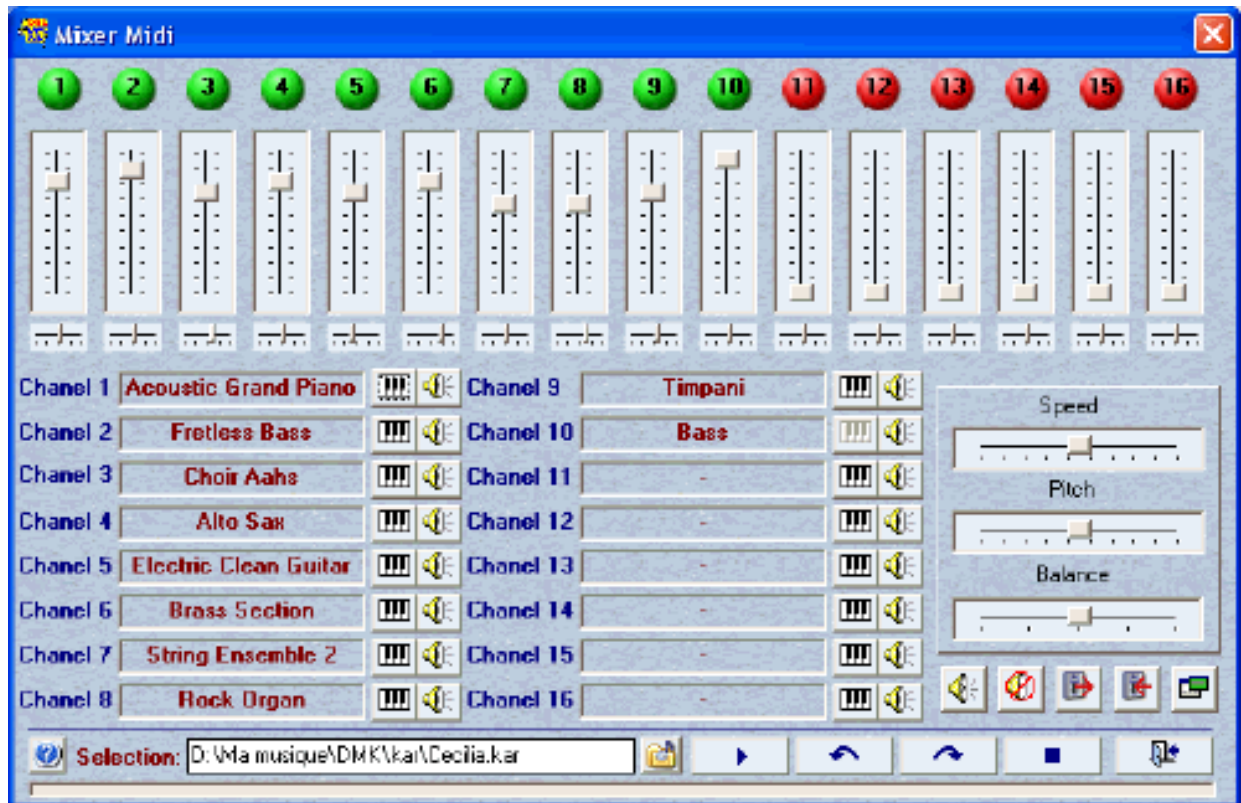 Mixer Midi
1 2 3 4 5 6 7 8 9 10 11 12 13 14 15 16
Chanel 1 Acoustic Grand Piano Chanel 9 Timpani
Chanel 2 Fretless Bass Chanel 10 Bass
Chanel 3 Choir Aahs Chanel 11 -
Chanel 4 Alto Sax Chanel 12 -
Chanel 5 Electric Clean Guitar Chanel 13 -
Chanel 6 Brass Section Chanel 14 -
Chanel 7 String Ensemble 2 Chanel 15 -
Chanel 8 Rock Organ Chanel 16 -
Speed
Pitch
Balance
Selection: D:\Ma musique\DMK\kar\Cecilia.kar